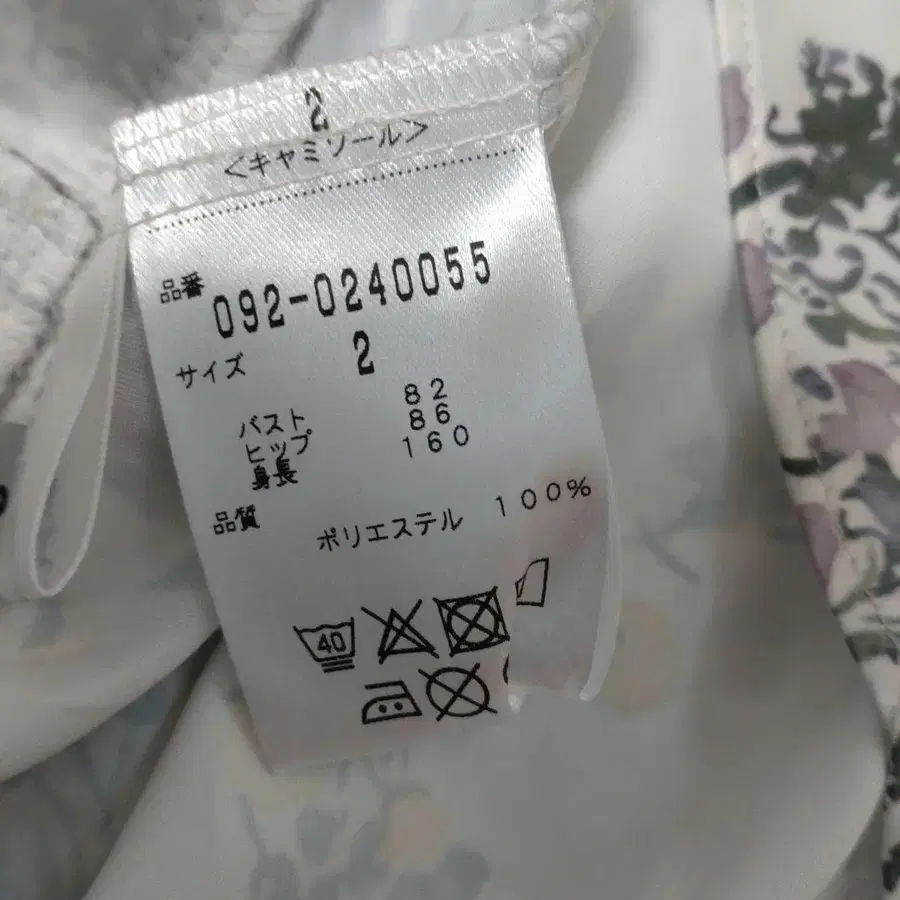 2
<キャミソール>
品番 092-0240055
サイズ 2
バスト 82
ヒップ 86
身長 160
品質
ポリエステル 100%
40